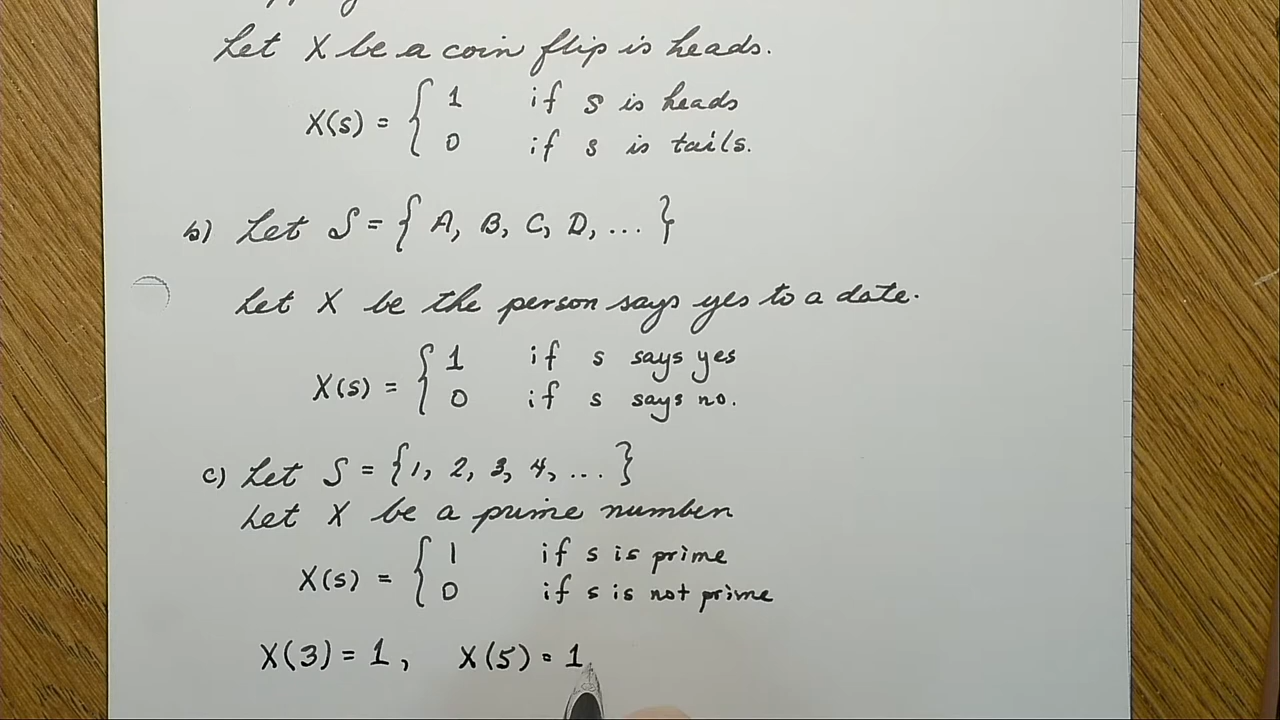 Let X be a coin flip is heads.
X(s) = { 1 if s is heads
0 if s is tails.
b) Let S = { A, B, C, D, ... }
Let X be the person says yes to a date.
X(s) = { 1 if s says yes
0 if s says no.
c) Let S = {1, 2, 3, 4, ... }
Let X be a prime number
X(s) = { 1 if s is prime
0 if s is not prime
X(3) = 1, X(5) = 1